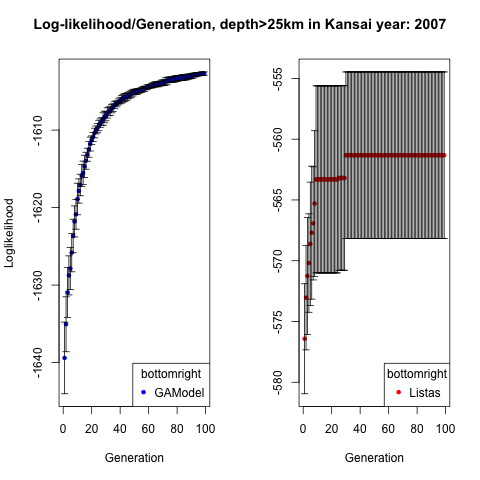 Log-likelihood/Generation, depth>25km in Kansai year: 2007
Loglikelihood
-1610
-1620
-1630
-1640
bottomright
GAModel
0 20 40 60 80 100
Generation
-555
-560
-565
-570
-575
-580
bottomright
Listas
0 20 40 60 80 100
Generation